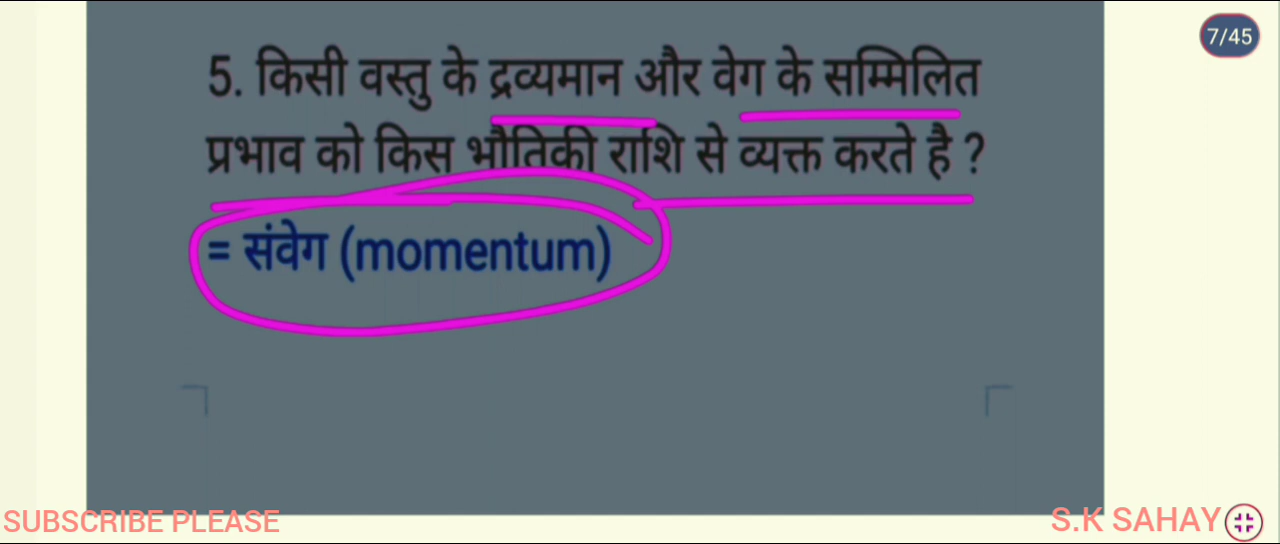 7/45
5. किसी वस्तु के द्रव्यमान और वेग के सम्मिलित
प्रभाव को किस भौतिकी राशि से व्यक्त करते है ?
= संवेग (momentum)
SUBSCRIBE PLEASE
S.K SAHAY